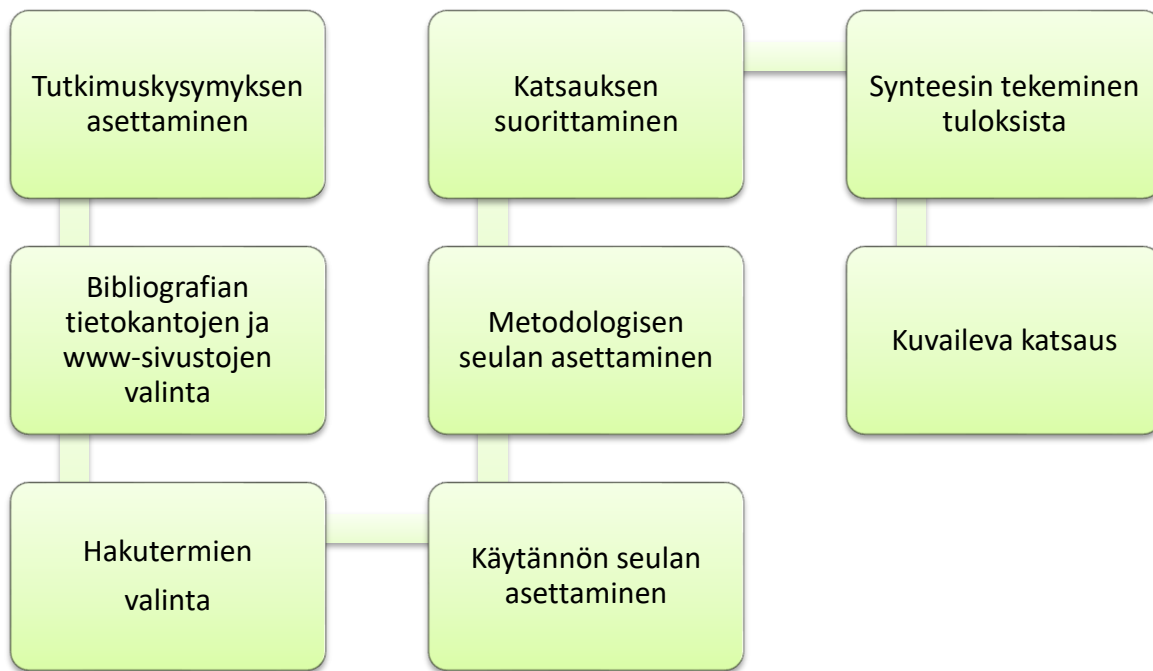 Tutkimuskysymyksen
asettaminen
Bibliografian
tietokantojen ja
www-sivustojen
valinta
Hakutermien
valinta
Käytännön seulan
asettaminen
Metodologisen
seulan asettaminen
Katsauksen
suorittaminen
Synteesin tekeminen
tuloksista
Kuvaileva katsaus